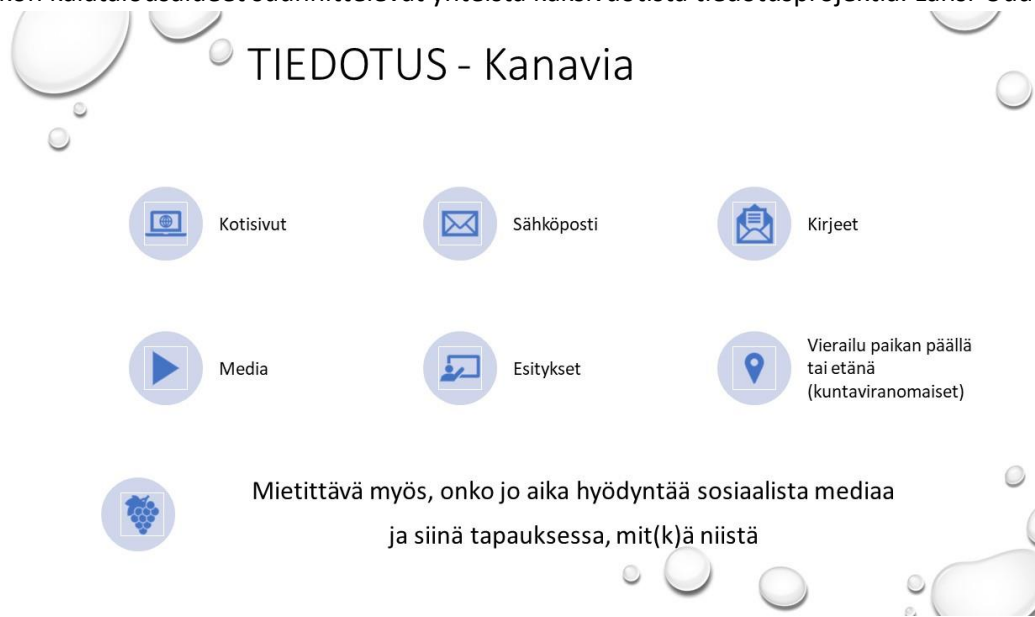 TIEDOTUS - Kanavia
Kotisivut
Sähköposti
Kirjeet
Media
Esitykset
Vierailu paikan päällä
tai etänä
(kuntaviranomaiset)
Mietittävä myös, onko jo aika hyödyntää sosiaalista mediaa
ja siinä tapauksessa, mit(k)ä niistä